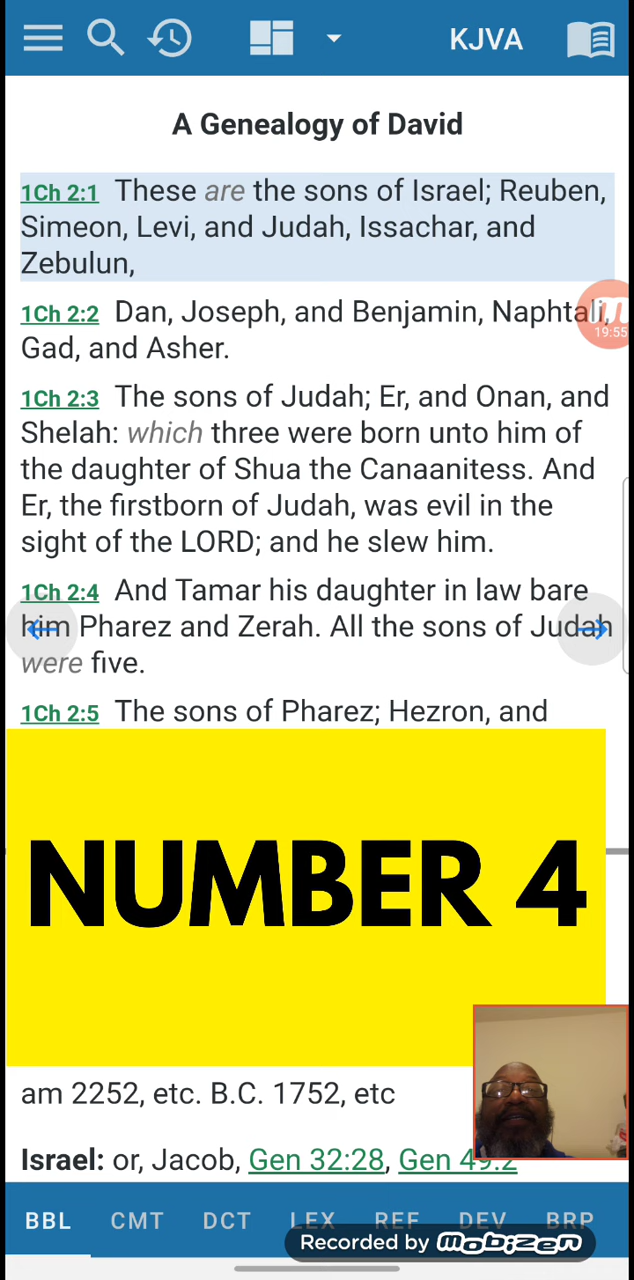 KJVA
A Genealogy of David
1Ch 2:1 These are the sons of Israel; Reuben,
Simeon, Levi, and Judah, Issachar, and
Zebulun,
1Ch 2:2 Dan, Joseph, and Benjamin, Naphtali,
Gad, and Asher.
19:55
1Ch 2:3 The sons of Judah; Er, and Onan, and
Shelah: which three were born unto him of
the daughter of Shua the Canaanitess. And
Er, the firstborn of Judah, was evil in the
sight of the LORD; and he slew him.
1Ch 2:4 And Tamar his daughter in law bare
him Pharez and Zerah. All the sons of Judah
were five.
1Ch 2:5 The sons of Pharez; Hezron, and
NUMBER 4
am 2252, etc. B.C. 1752, etc
Israel: or, Jacob, Gen 32:28, Gen 49:2
BBL CMT DCT LEX REF DEV BRP
Recorded by mobizen